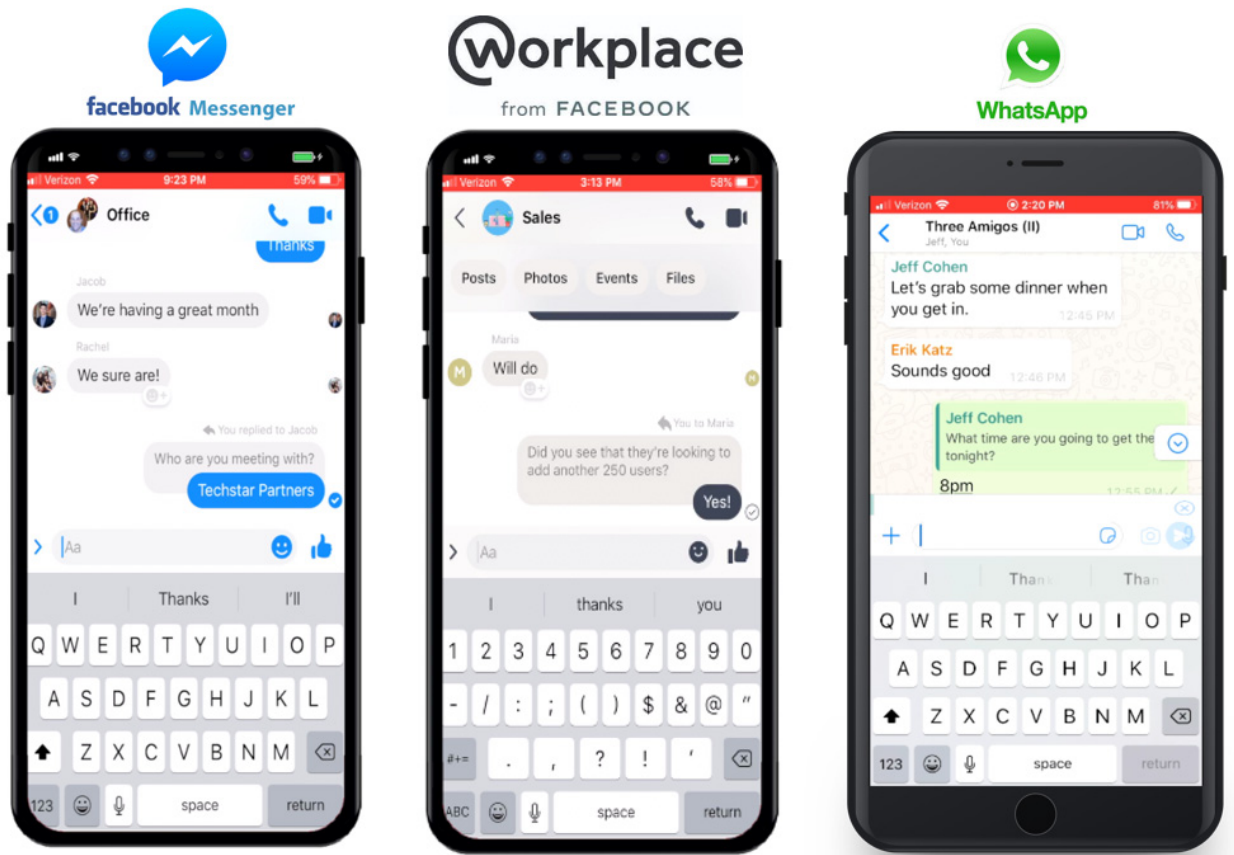 facebook Messenger
Verizon
9:23 PM
59%
1
Office
Thanks
Jacob
We're having a great month
Rachel
We sure are!
You replied to Jacob
Who are you meeting with?
Techstar Partners
Aa
I Thanks I'll
Q W E R T Y U I O P
A S D F G H J K L
Z X C V B N M
123 space return
Workplace
from FACEBOOK
Verizon
3:13 PM
58%
Sales
Posts Photos Events Files
Maria
M Will do M
You to Maria
Did you see that they're looking to
add another 250 users?
Yes!
Aa
I thanks you
1 2 3 4 5 6 7 8 9 0
- / : ; ( ) $ & @ "
#+= . , ? ! ' 
ABC space return
WhatsApp
Verizon
2:20 PM
81%
Three Amigos (II)
Jeff, You
Jeff Cohen
Let's grab some dinner when
you get in.
12:45 PM
Erik Katz
Sounds good 12:46 PM
Jeff Cohen
What time are you going to get the
tonight?
8pm 12:55 PM
I Than Than
Q W E R T Y U I O P
A S D F G H J K L
Z X C V B N M
123 space return